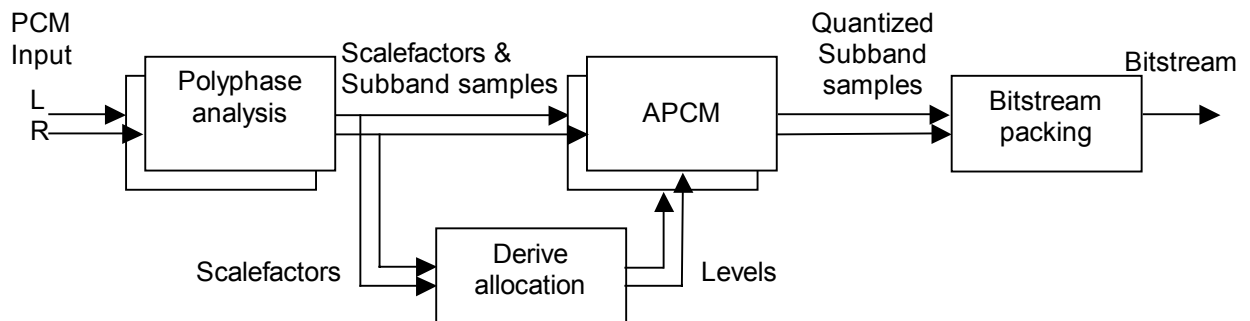 PCM
Input
L
R
Polyphase
analysis
Scalefactors &
Subband samples
APCM
Quantized
Subband
samples
Bitstream
packing
Bitstream
Scalefactors
Derive
allocation
Levels